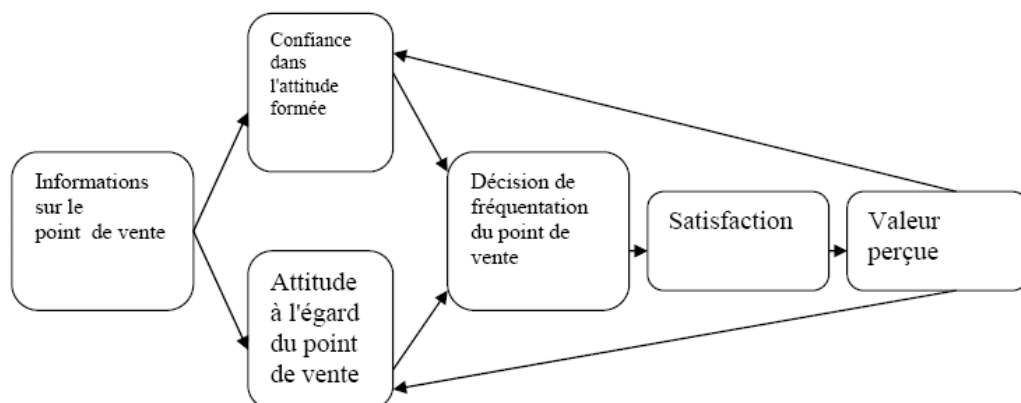 Confiance
dans
l'attitude
formée
Informations
sur le
point de vente
Décision de
fréquentation
du point de
vente
Satisfaction
Valeur
perçue
Attitude
à l'égard
du point
de vente